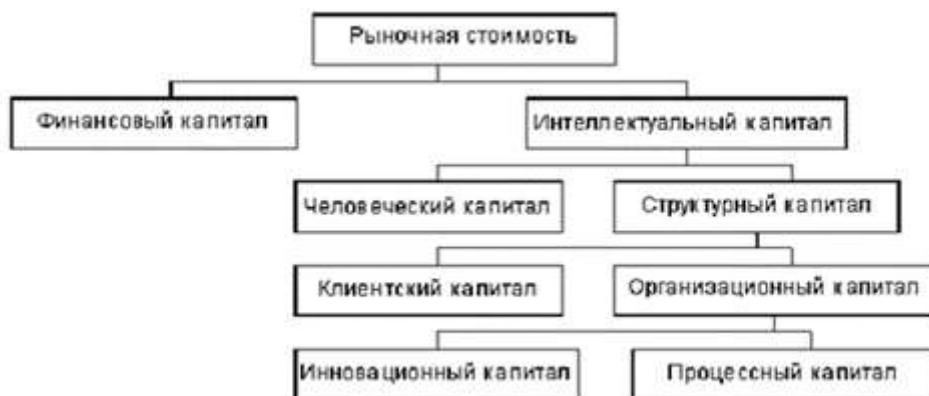 Рыночная стоимость
Финансовый капитал
Интеллектуальный капитал
Человеческий капитал
Структурный капитал
Клиентский капитал
Организационный капитал
Инновационный капитал
Процессный капитал